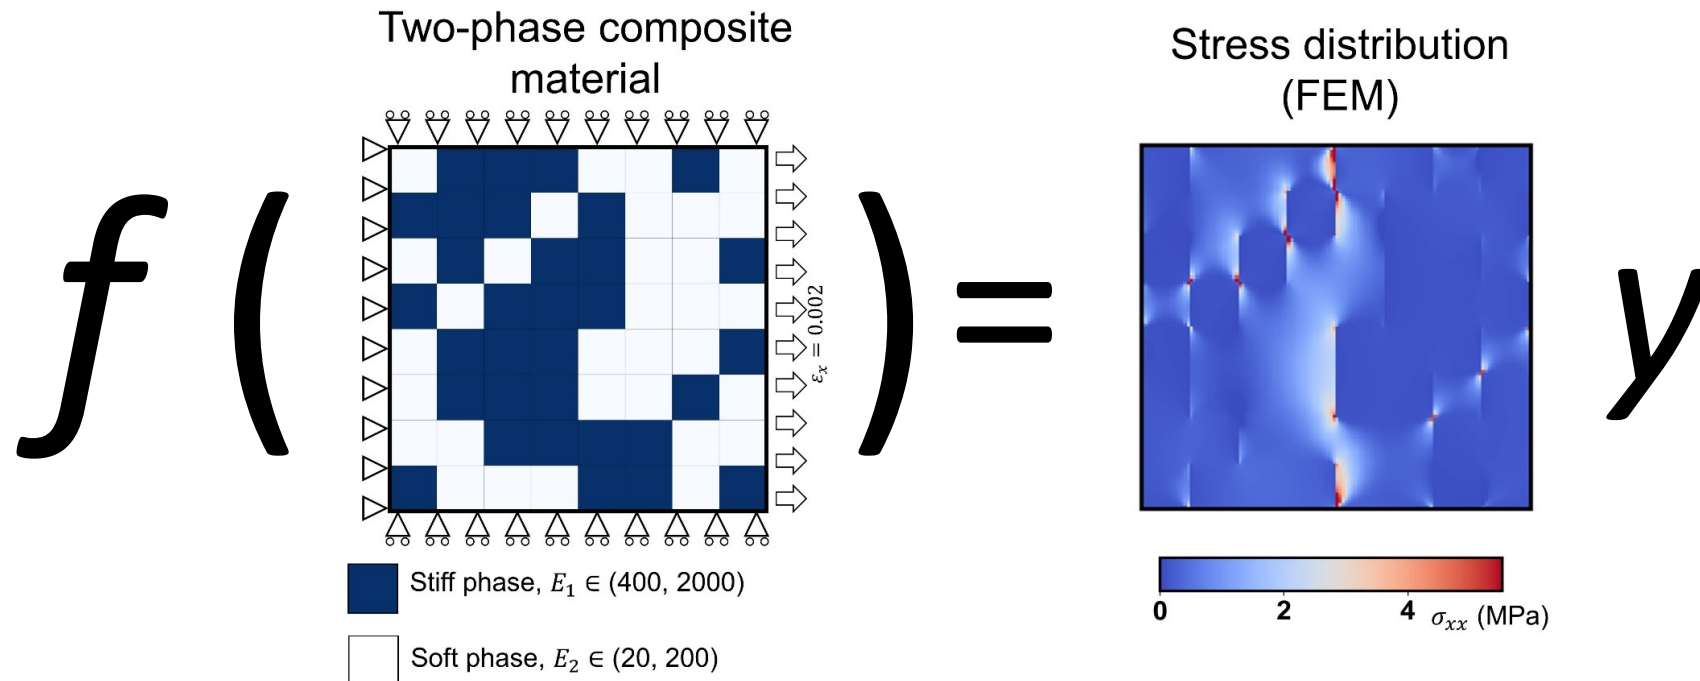 Two-phase composite
material
f ( ) = y
εx = 0.002
Stiff phase, E1 ∈ (400, 2000)
Soft phase, E2 ∈ (20, 200)
Stress distribution
(FEM)
0 2 4 σxx (MPa)